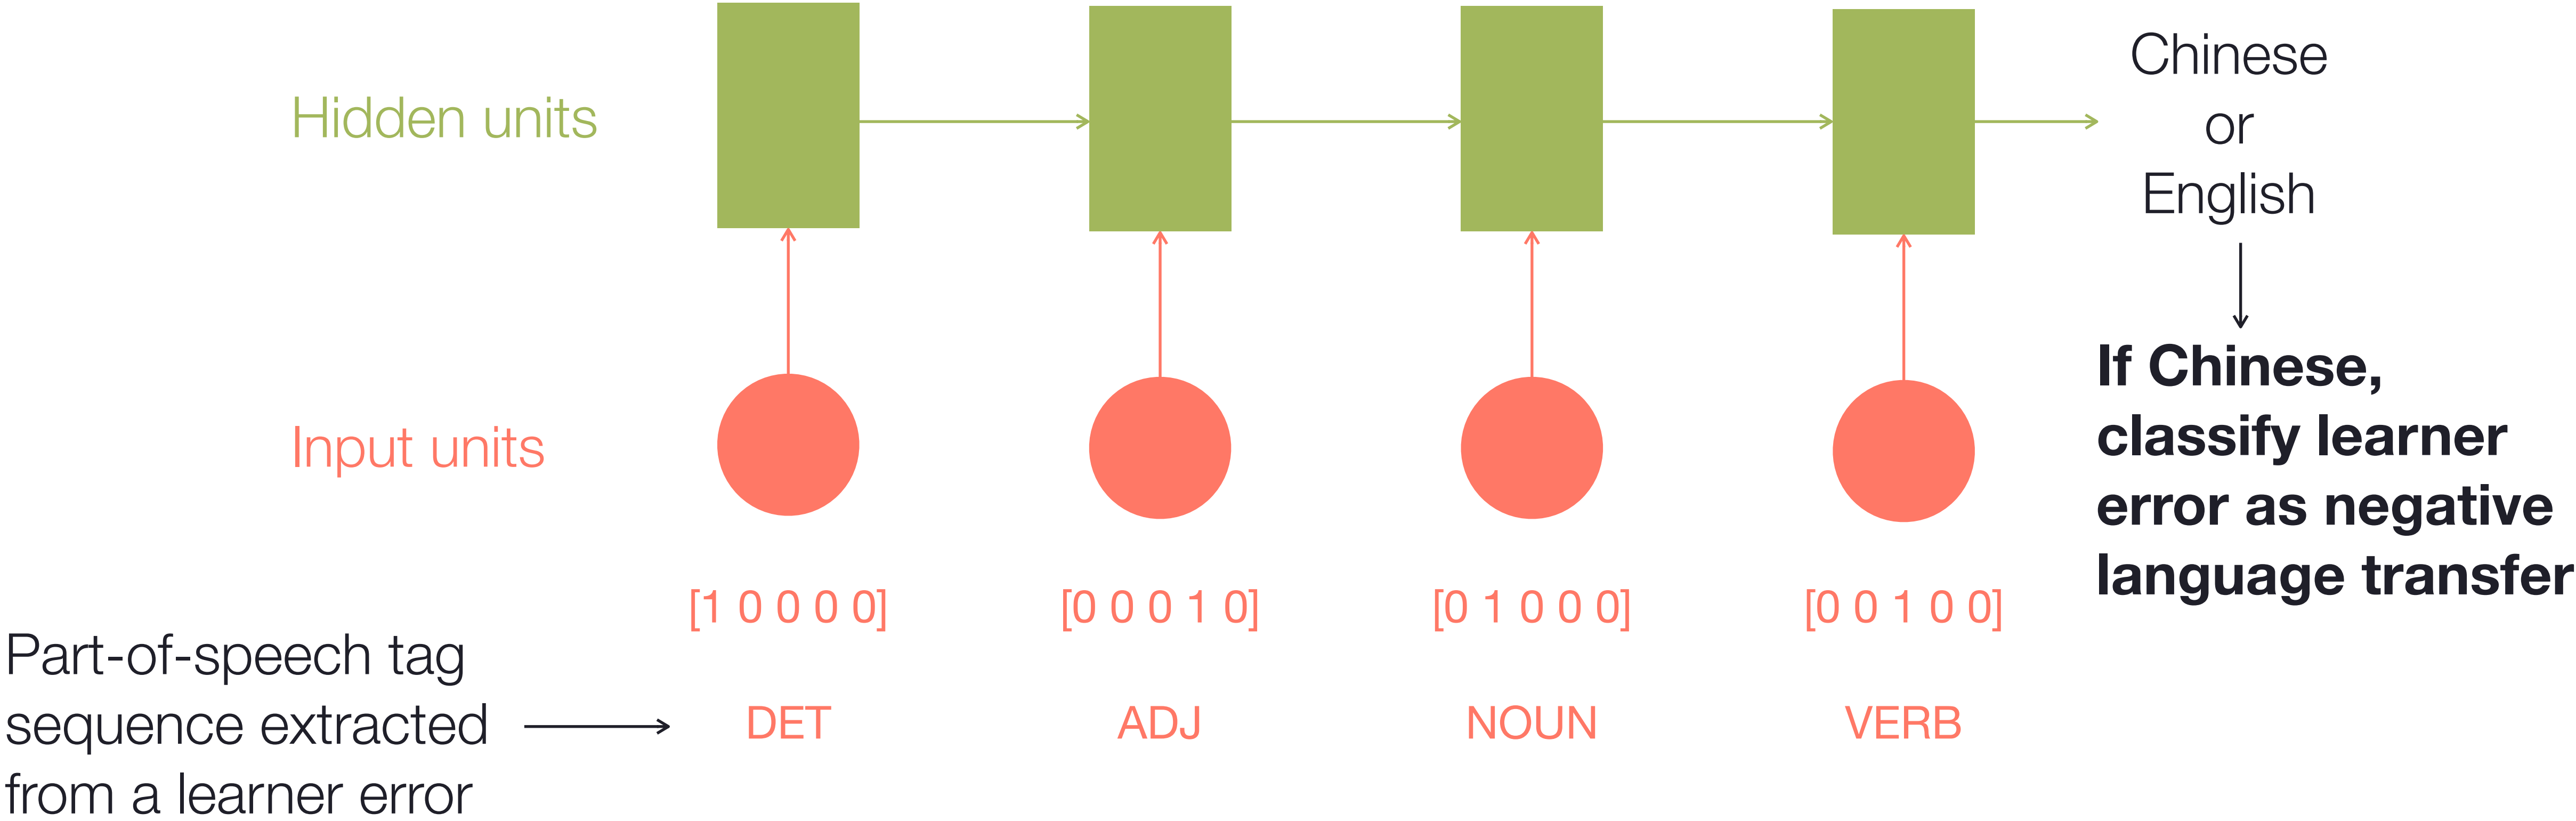 Hidden units
Chinese
or
English
Input units
If Chinese,
classify learner
error as negative
language transfer
[1 0 0 0 0] [0 0 0 1 0] [0 1 0 0 0] [0 0 1 0 0]
Part-of-speech tag
sequence extracted
from a learner error
DET ADJ NOUN VERB